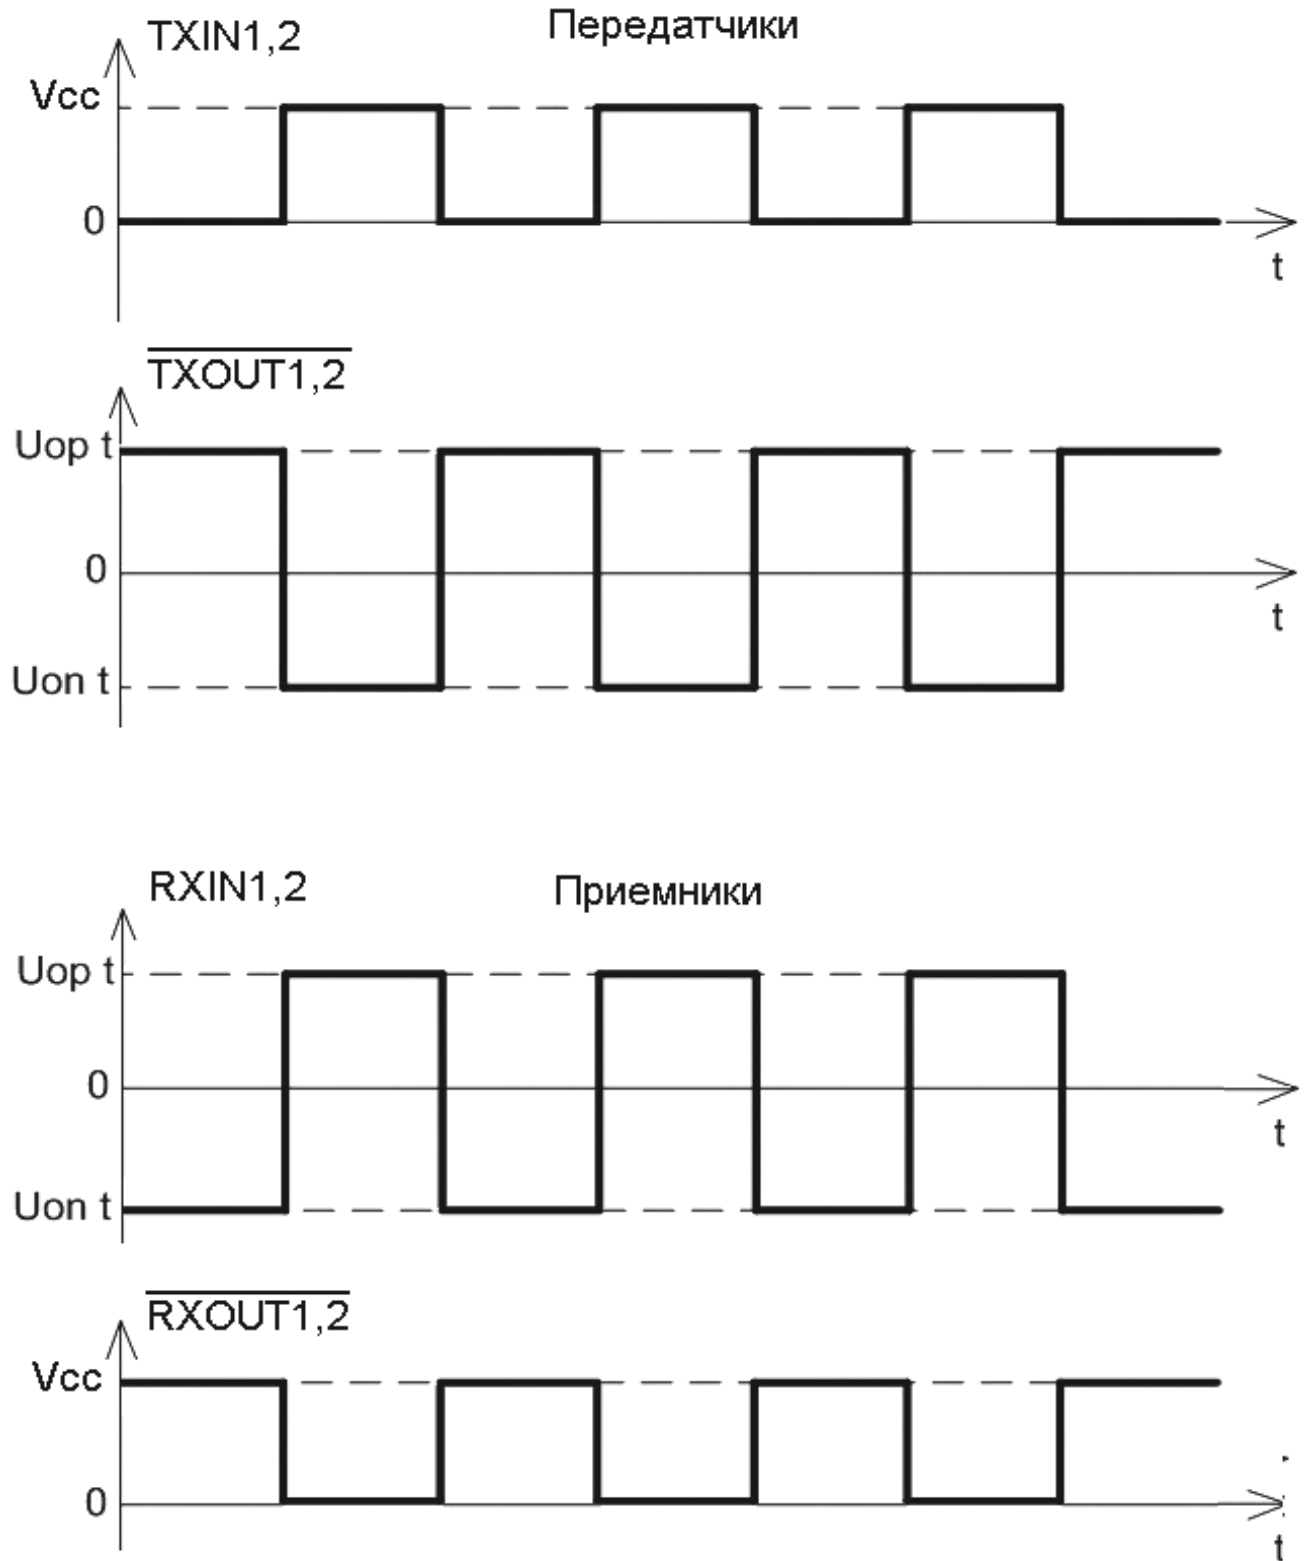 TXIN1,2
Передатчики
Vcc
0
t
TXOUT1,2
Uop t
0
t
Uon t
RXIN1,2
Приемники
Uop t
0
t
Uon t
RXOUT1,2
Vcc
0
t